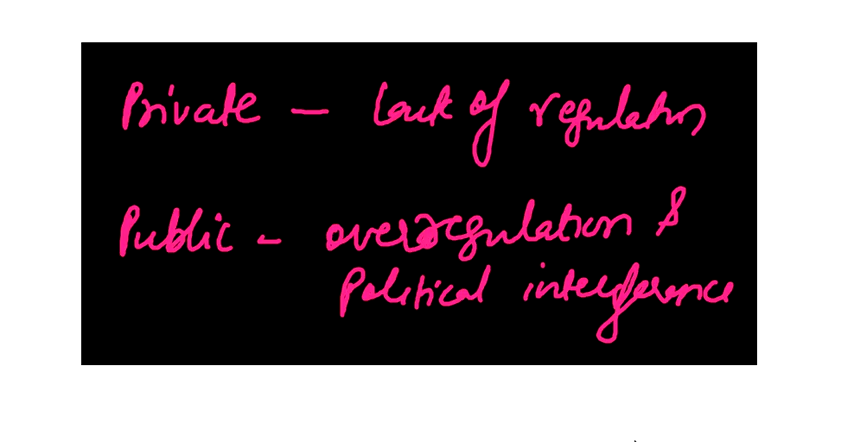 Private - Lack of regulation
Public - overregulation &
Political interference